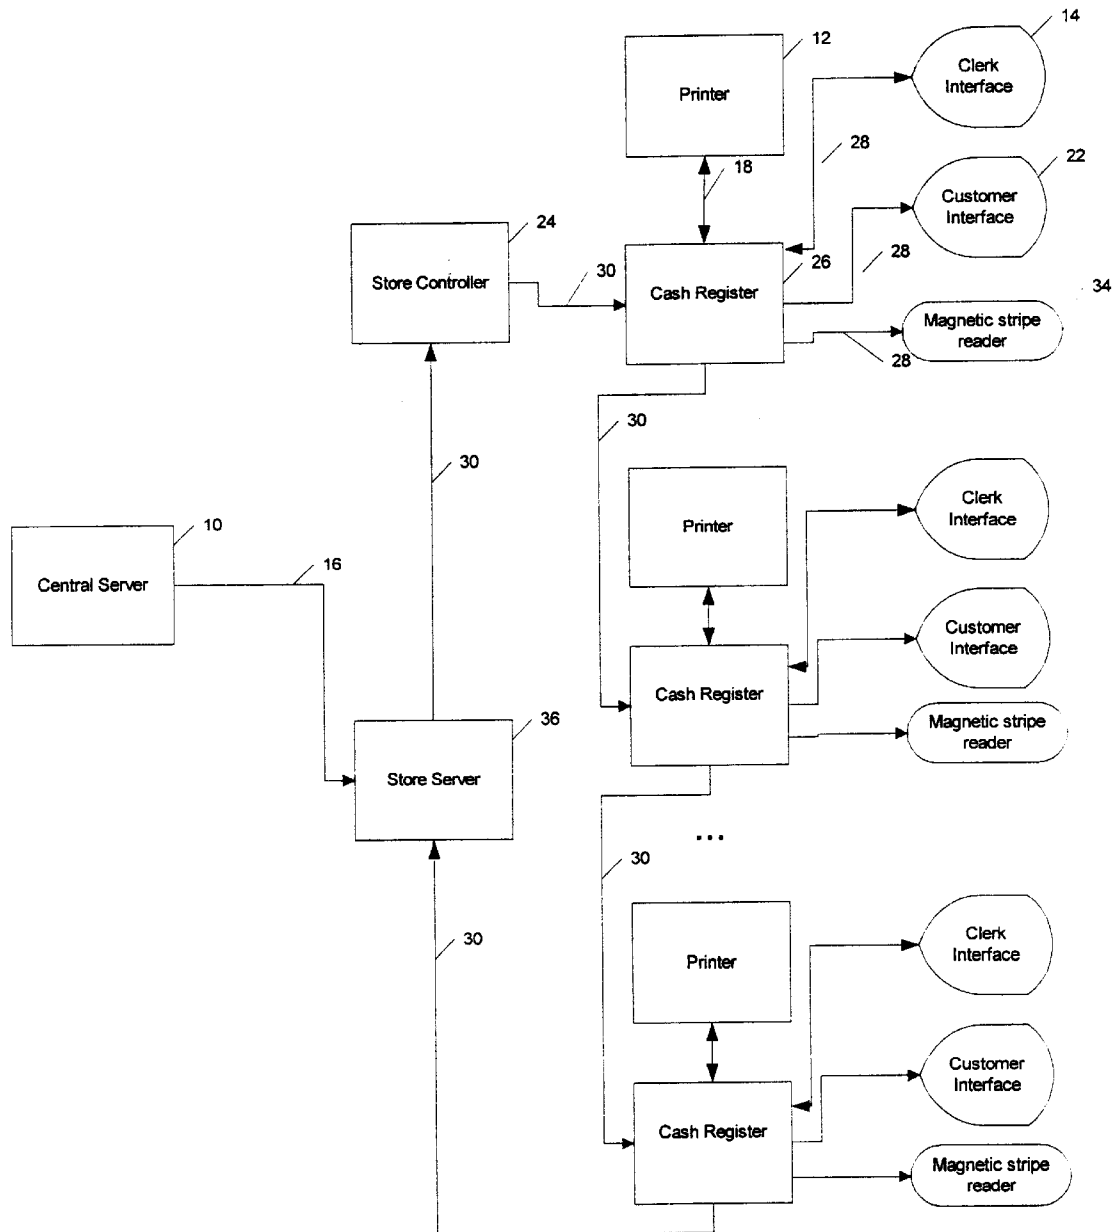 12
14
Printer
Clerk
Interface
28
18
22
Customer
Interface
24
Store Controller
30
26
28
Cash Register
34
Magnetic stripe
reader
28
30
30
Clerk
Interface
Printer
10
Central Server
16
Customer
Interface
Cash Register
36
Magnetic stripe
reader
Store Server
...
30
30
Printer
Clerk
Interface
Customer
Interface
Cash Register
Magnetic stripe
reader